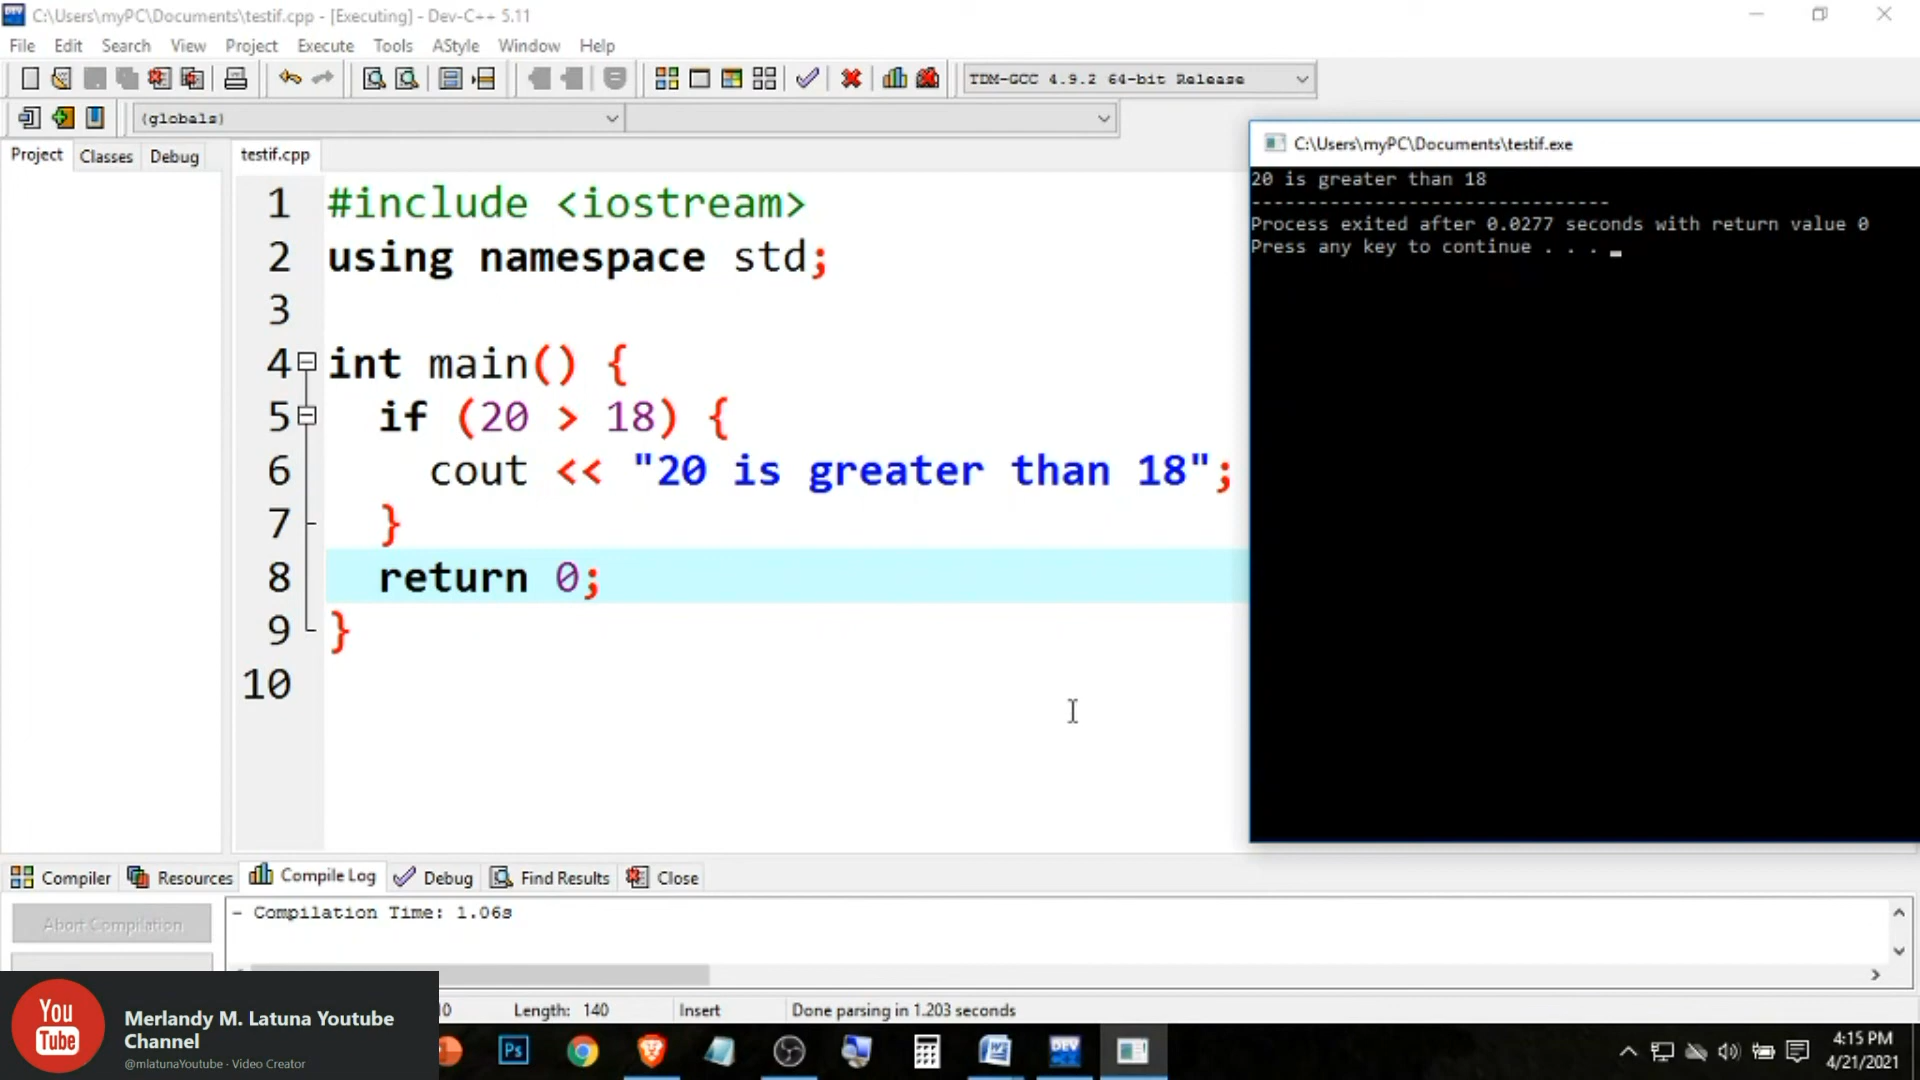 C:\Users\myPC\Documents\testif.cpp - [Executing] - Dev-C++ 5.11
File Edit Search View Project Execute Tools AStyle Window Help
TDM-GCC 4.9.2 64-bit Release
(globals)
Project Classes Debug
testif.cpp
1 #include <iostream>
2 using namespace std;
3
4 int main() {
5 if (20 > 18) {
6 cout << "20 is greater than 18";
7 }
8 return 0;
9 }
10
C:\Users\myPC\Documents\testif.exe
20 is greater than 18
--------------------------------
Process exited after 0.0277 seconds with return value 0
Press any key to continue . . .
Compiler Resources Compile Log Debug Find Results Close
Abort Compilation
- Compilation Time: 1.06s
Length: 140 Insert Done parsing in 1.203 seconds
You
Tube
Merlandy M. Latuna Youtube
Channel
@mlatunaYoutube · Video Creator
Ps
DEV
4:15 PM
4/21/2021